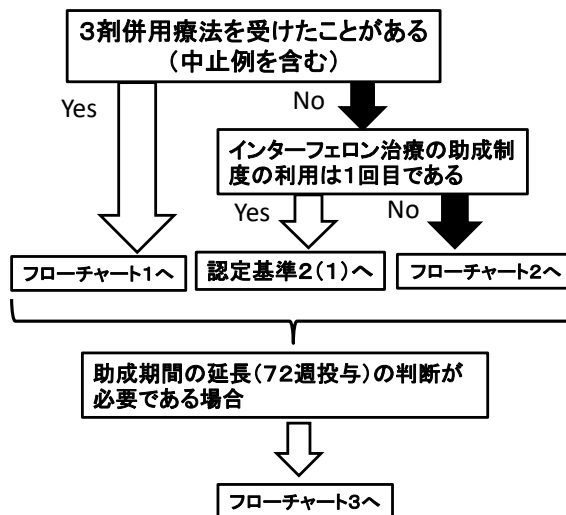 ３剤併用療法を受けたことがある
（中止例を含む）
Yes
No
インターフェロン治療の助成制
度の利用は１回目である
Yes
No
フローチャート１へ
認定基準２（１）へ
フローチャート２へ
助成期間の延長（７２週投与）の判断が
必要である場合
フローチャート３へ